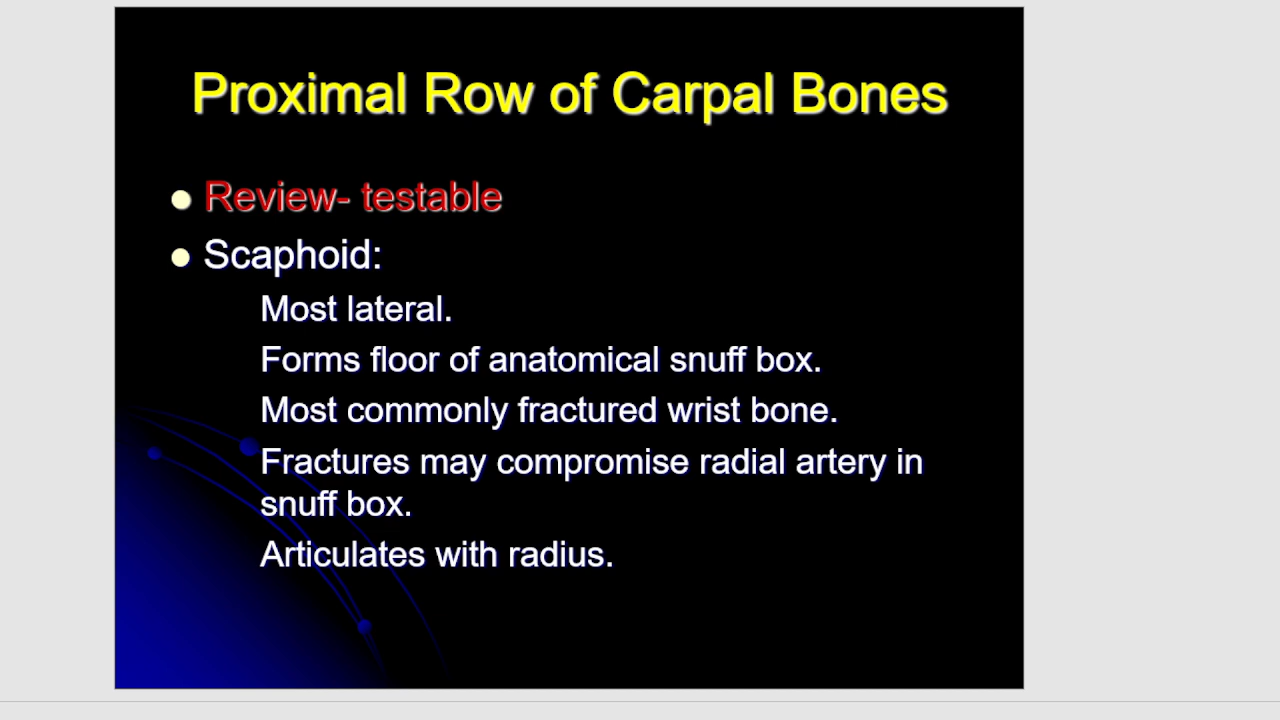 Proximal Row of Carpal Bones
Review- testable
Scaphoid:
Most lateral.
Forms floor of anatomical snuff box.
Most commonly fractured wrist bone.
Fractures may compromise radial artery in
snuff box.
Articulates with radius.